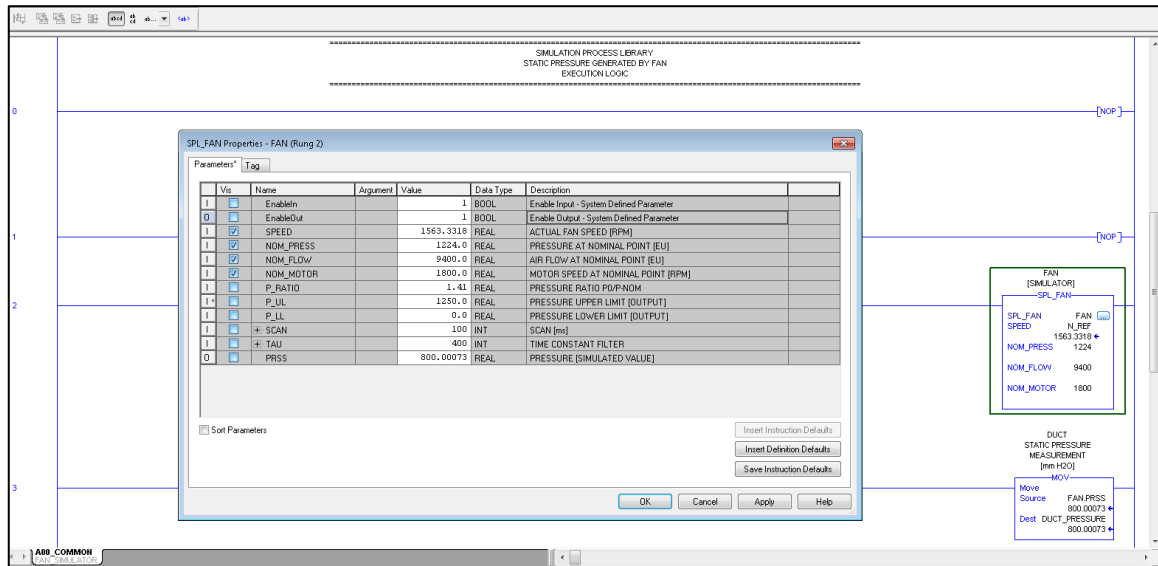 SIMULATION PROCESS LIBRARY
STATIC PRESSURE GENERATED BY FAN
EXECUTION LOGIC
0
NOP
SPL_FAN Properties - FAN (Rung 2)
Parameters* Tag
Vis Name Argument Value Data Type Description
I EnableIn 1 BOOL Enable Input - System Defined Parameter
O EnableOut 1 BOOL Enable Output - System Defined Parameter
I SPEED 1563.3318 REAL ACTUAL FAN SPEED [RPM]
I NOM_PRESS 1224.0 REAL PRESSURE AT NOMINAL POINT [EU]
I NOM_FLOW 9400.0 REAL AIR FLOW AT NOMINAL POINT [EU]
I NOM_MOTOR 1800.0 REAL MOTOR SPEED AT NOMINAL POINT [RPM]
I P_RATIO 1.41 REAL PRESSURE RATIO P0/P-NOM
I* P_UL 1250.0 REAL PRESSURE UPPER LIMIT [OUTPUT]
I P_LL 0.0 REAL PRESSURE LOWER LIMIT [OUTPUT]
I SCAN 100 INT SCAN [ms]
I TAU 400 INT TIME CONSTANT FILTER
O PRSS 800.00073 REAL PRESSURE [SIMULATED VALUE]
Sort Parameters
Insert Instruction Defaults
Insert Definition Defaults
Save Instruction Defaults
OK Cancel Apply Help
1
NOP
2
FAN
[SIMULATOR]
SPL_FAN
SPL_FAN FAN ...
SPEED N_REF
1563.3318
NOM_PRESS 1224
NOM_FLOW 9400
NOM_MOTOR 1800
3
DUCT
STATIC PRESSURE
MEASUREMENT
[mm H2O]
MOV
Move
Source FAN.PRSS
800.00073
Dest DUCT_PRESSURE
800.00073
A00_COMMON
FAN_SIMULATOR